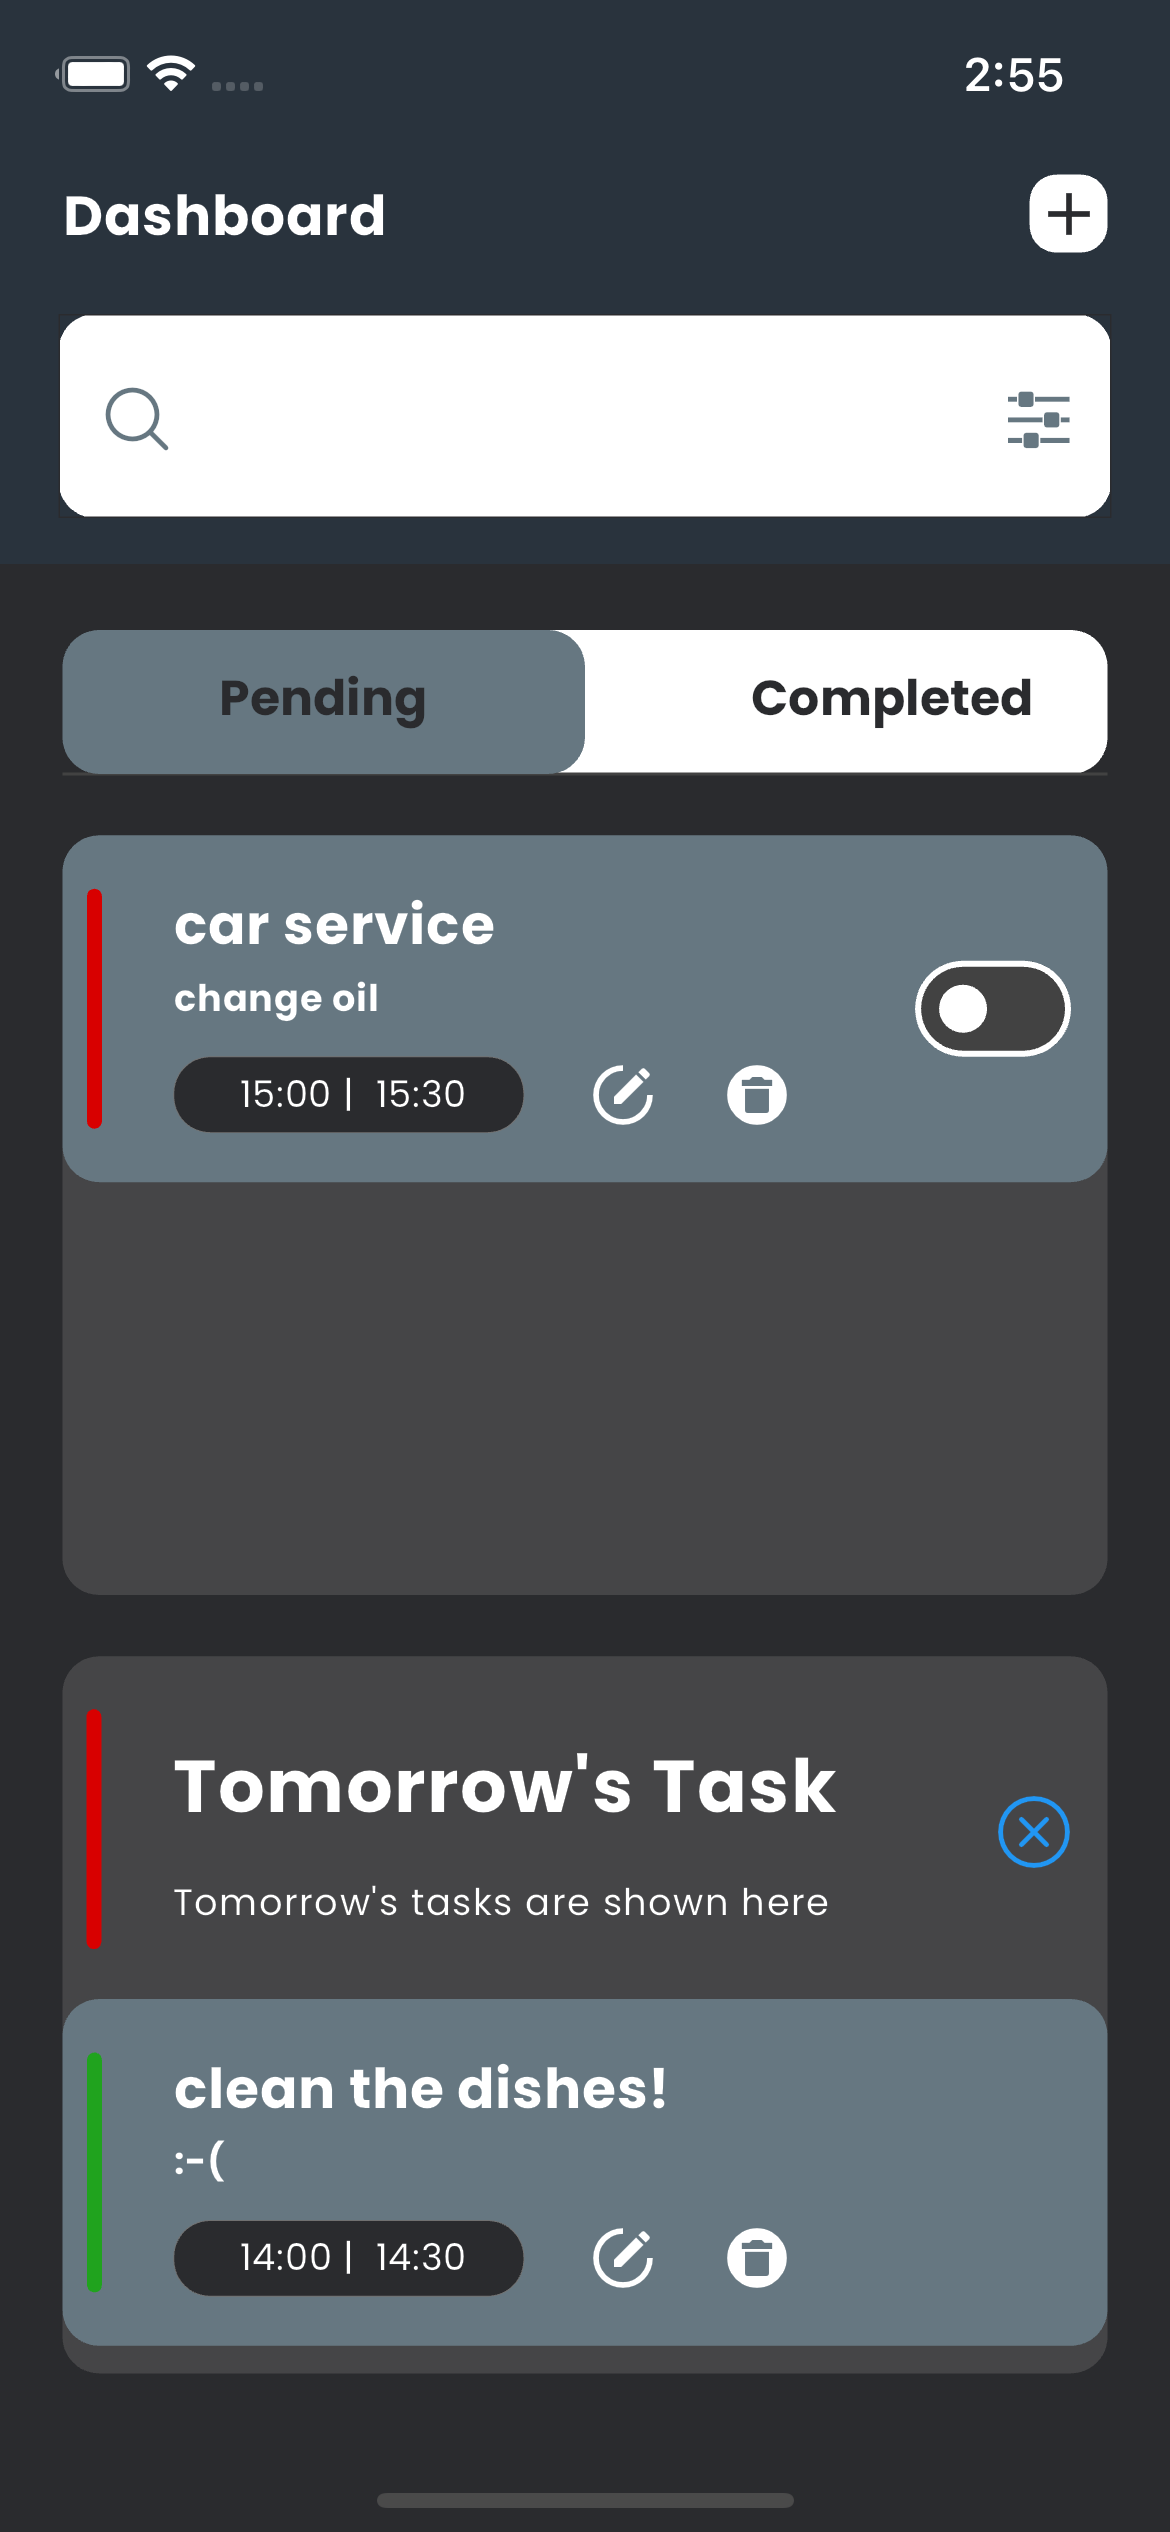 2:55
Dashboard
Pending
Completed
car service
change oil
15:00 | 15:30
Tomorrow's Task
Tomorrow's tasks are shown here
clean the dishes!
:-(
14:00 | 14:30